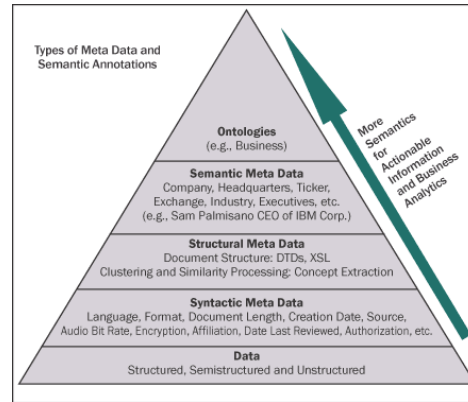 Types of Meta Data and
Semantic Annotations
Ontologies
(e.g., Business)
Semantic Meta Data
Company, Headquarters, Ticker,
Exchange, Industry, Executives, etc.
(e.g., Sam Palmisano CEO of IBM Corp.)
Structural Meta Data
Document Structure: DTDs, XSL
Clustering and Similarity Processing: Concept Extraction
Syntactic Meta Data
Language, Format, Document Length, Creation Date, Source,
Audio Bit Rate, Encryption, Affiliation, Date Last Reviewed, Authorization, etc.
Data
Structured, Semistructured and Unstructured
More
Semantics
for
Actionable
Information
and Business
Analytics